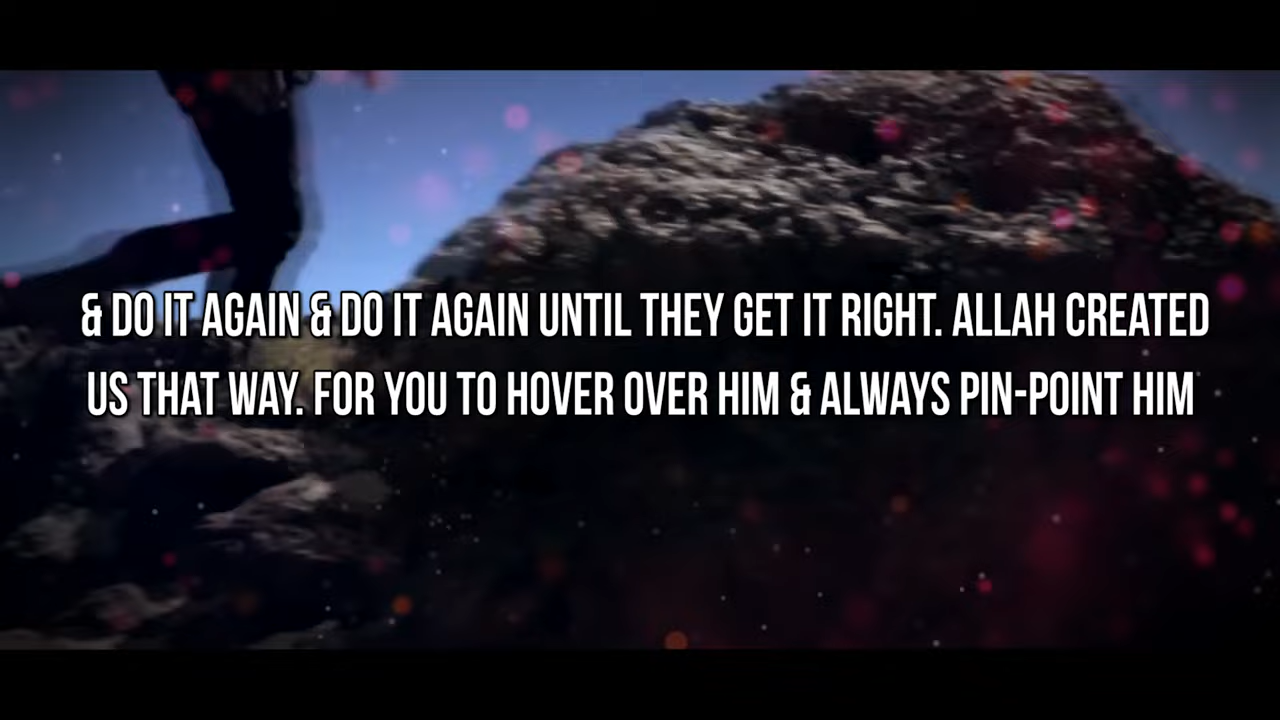 & DO IT AGAIN & DO IT AGAIN UNTIL THEY GET IT RIGHT. ALLAH CREATED
US THAT WAY. FOR YOU TO HOVER OVER HIM & ALWAYS PIN-POINT HIM